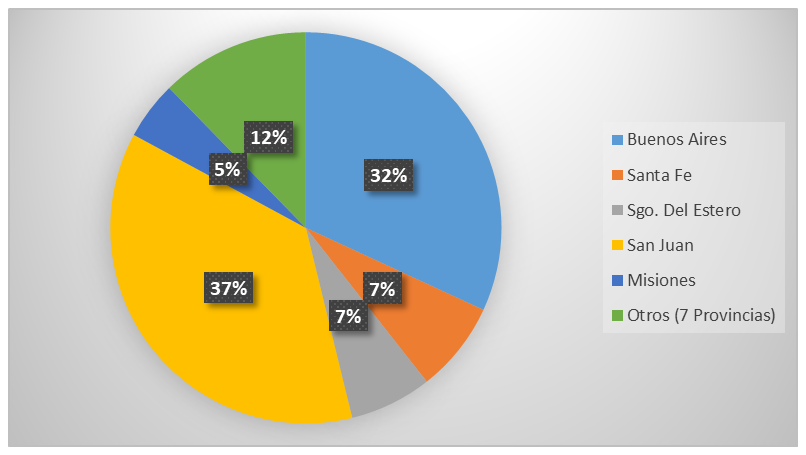 12%
5%
32%
37%
7%
7%
Buenos Aires
Santa Fe
Sgo. Del Estero
San Juan
Misiones
Otros (7 Provincias)